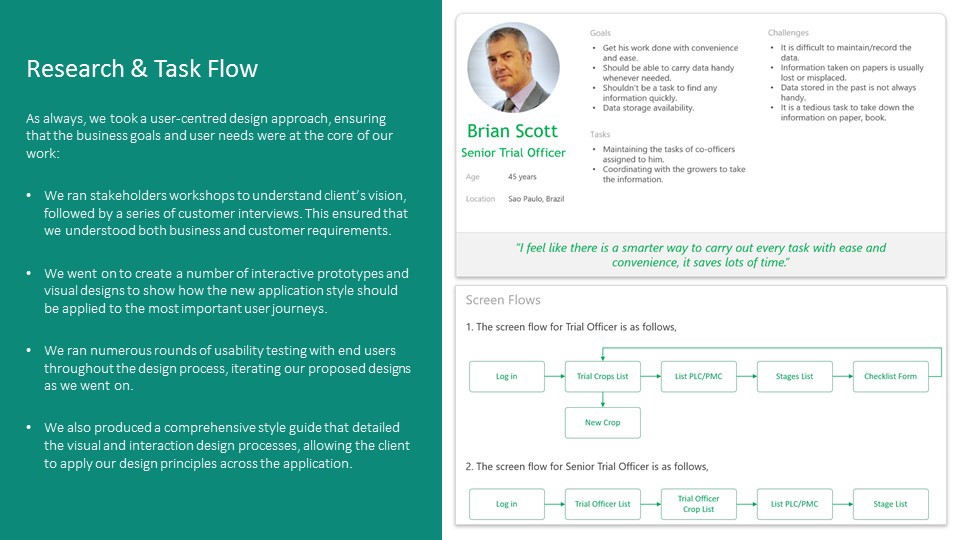 Research & Task Flow
As always, we took a user-centred design approach, ensuring
that the business goals and user needs were at the core of our
work:
• We ran stakeholders workshops to understand client's vision,
followed by a series of customer interviews. This ensured that
we understood both business and customer requirements.
• We went on to create a number of interactive prototypes and
visual designs to show how the new application style should
be applied to the most important user journeys.
• We ran numerous rounds of usability testing with end users
throughout the design process, iterating our proposed designs
as we went on.
• We also produced a comprehensive style guide that detailed
the visual and interaction design processes, allowing the client
to apply our design principles across the application.
Brian Scott
Senior Trial Officer
Age 45 years
Location Sao Paulo, Brazil
Goals
• Get his work done with convenience
and ease.
• Should be able to carry data handy
whenever needed.
• Shouldn't be a task to find any
information quickly.
• Data storage availability.
Tasks
• Maintaining the tasks of co-officers
assigned to him.
• Coordinating with the growers to take
the information.
Challenges
• It is difficult to maintain/record the
data.
• Information taken on papers is usually
lost or misplaced.
• Data stored in the past is not always
handy.
• It is a tedious task to take down the
information on paper, book.
"I feel like there is a smarter way to carry out every task with ease and
convenience, it saves lots of time."
Screen Flows
1. The screen flow for Trial Officer is as follows,
Log in
Trial Crops List
List PLC/PMC
Stages List
Checklist Form
New Crop
2. The screen flow for Senior Trial Officer is as follows,
Log in
Trial Officer List
Trial Officer
Crop List
List PLC/PMC
Stage List